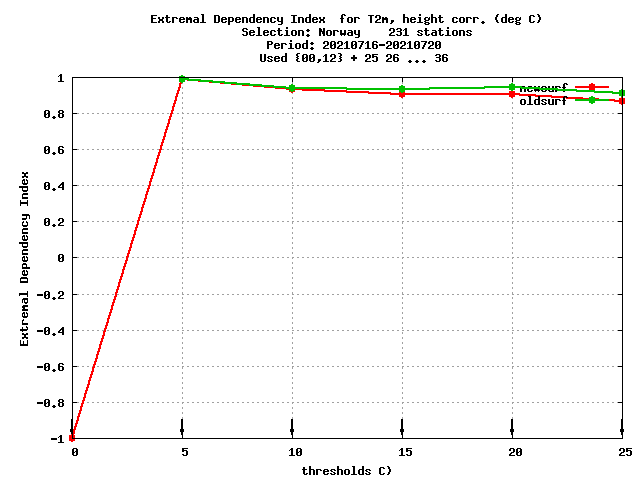 Extremal Dependency Index  for T2m, height corr. (deg C)
Selection: Norway    231 stations
Period: 20210716-20210720
Used {00,12} + 25 26 ... 36
Extremal Dependency Index
1
0.8
0.6
0.4
0.2
0
-0.2
-0.4
-0.6
-0.8
-1
newsurf
oldsurf
0 5 10 15 20 25
thresholds C)